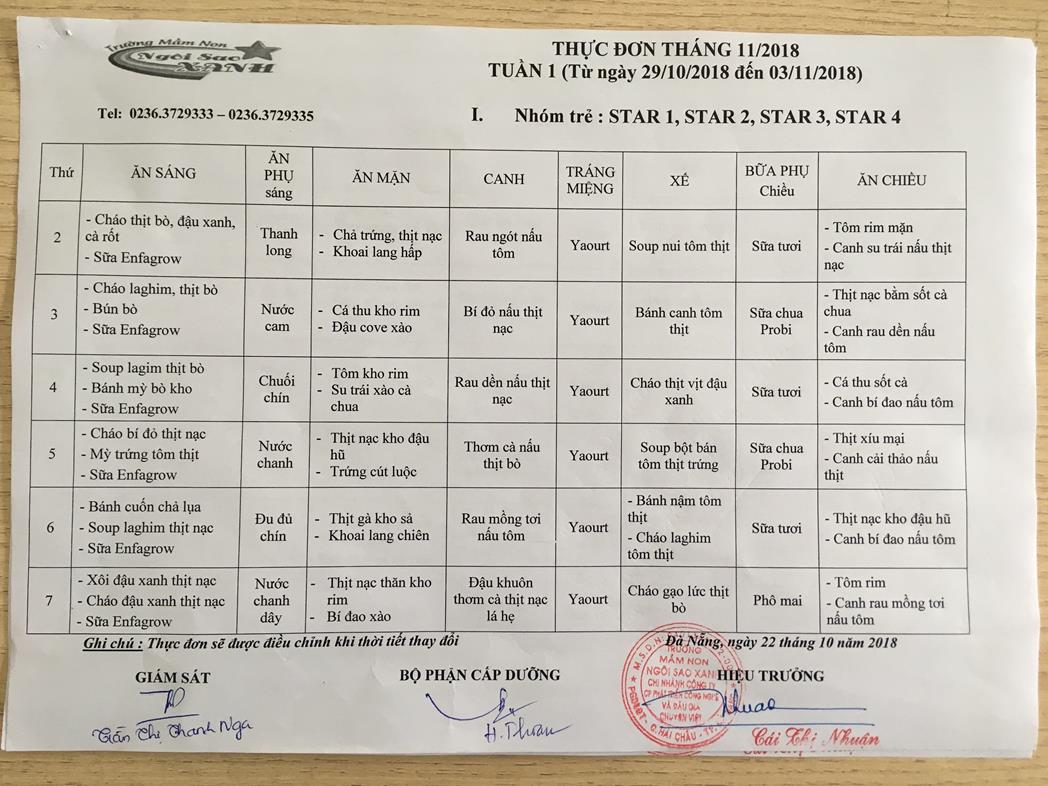 Trường Mầm Non
Ngôi Sao
XANH
THỰC ĐƠN THÁNG 11/2018
TUẦN 1 (Từ ngày 29/10/2018 đến 03/11/2018)
Tel: 0236.3729333 – 0236.3729335
I. Nhóm trẻ : STAR 1, STAR 2, STAR 3, STAR 4
Thứ
ĂN SÁNG
ĂN
PHỤ
sáng
ĂN MẶN
CANH
TRÁNG
MIỆNG
XẾ
BỮA PHỤ
Chiều
ĂN CHIỀU
2
- Cháo thịt bò, đậu xanh,
cà rốt
- Sữa Enfagrow
Thanh
long
- Chả trứng, thịt nạc
- Khoai lang hấp
Rau ngót nấu
tôm
Yaourt
Soup nui tôm thịt
Sữa tươi
- Tôm rim mặn
- Canh su trái nấu thịt
nạc
3
- Cháo laghim, thịt bò
- Bún bò
- Sữa Enfagrow
Nước
cam
- Cá thu kho rim
- Đậu cove xào
Bí đỏ nấu thịt
nạc
Yaourt
Bánh canh tôm
thịt
Sữa chua
Probi
- Thịt nạc bằm sốt cà
chua
- Canh rau dền nấu
tôm
4
- Soup lagim thịt bò
- Bánh mỳ bò kho
- Sữa Enfagrow
Chuối
chín
- Tôm kho rim
- Su trái xào cà
chua
Rau dền nấu thịt
nạc
Yaourt
Cháo thịt vịt đậu
xanh
Sữa tươi
- Cá thu sốt cà
- Canh bí đao nấu tôm
5
- Cháo bí đỏ thịt nạc
- Mỳ trứng tôm thịt
- Sữa Enfagrow
Nước
chanh
- Thịt nạc kho đậu
hũ
- Trứng cút luộc
Thơm cà nấu
thịt bò
Yaourt
Soup bột bán
tôm thịt trứng
Sữa chua
Probi
- Thịt xíu mại
- Canh cải thảo nấu
thịt
6
- Bánh cuốn chả lụa
- Soup laghim thịt nạc
- Sữa Enfagrow
Đu đủ
chín
- Thịt gà kho sả
- Khoai lang chiên
Rau mồng tơi
nấu tôm
Yaourt
- Bánh nậm tôm
thịt
- Cháo laghim
tôm thịt
Sữa tươi
- Thịt nạc kho đậu hũ
- Canh bí đao nấu tôm
7
- Xôi đậu xanh thịt nạc
- Cháo đậu xanh thịt nạc
- Sữa Enfagrow
Nước
chanh
dây
- Thịt nạc thăn kho
rim
- Bí đao xào
Đậu khuôn
thơm cà thịt nạc
lá hẹ
Yaourt
Cháo gạo lức thịt
bò
Phô mai
- Tôm rim
- Canh rau mồng tơi
nấu tôm
Ghi chú : Thực đơn sẽ được điều chỉnh khi thời tiết thay đổi
Đà Nẵng, ngày 22 tháng 10 năm 2018
GIÁM SÁT
BỘ PHẬN CẤP DƯỠNG
HIỆU TRƯỞNG
TRƯỜNG
MẦM NON
NGÔI SAO XANH
CHI NHÁNH CÔNG TY
Trần Thị Thanh Nga
H. Thoan
Cái Thị Nhuận